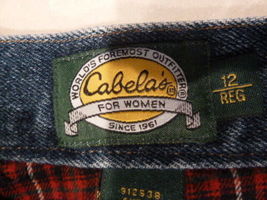 WORLD'S FOREMOST OUTFITTER
Cabela's
FOR WOMEN
SINCE 1961
12
REG
912538